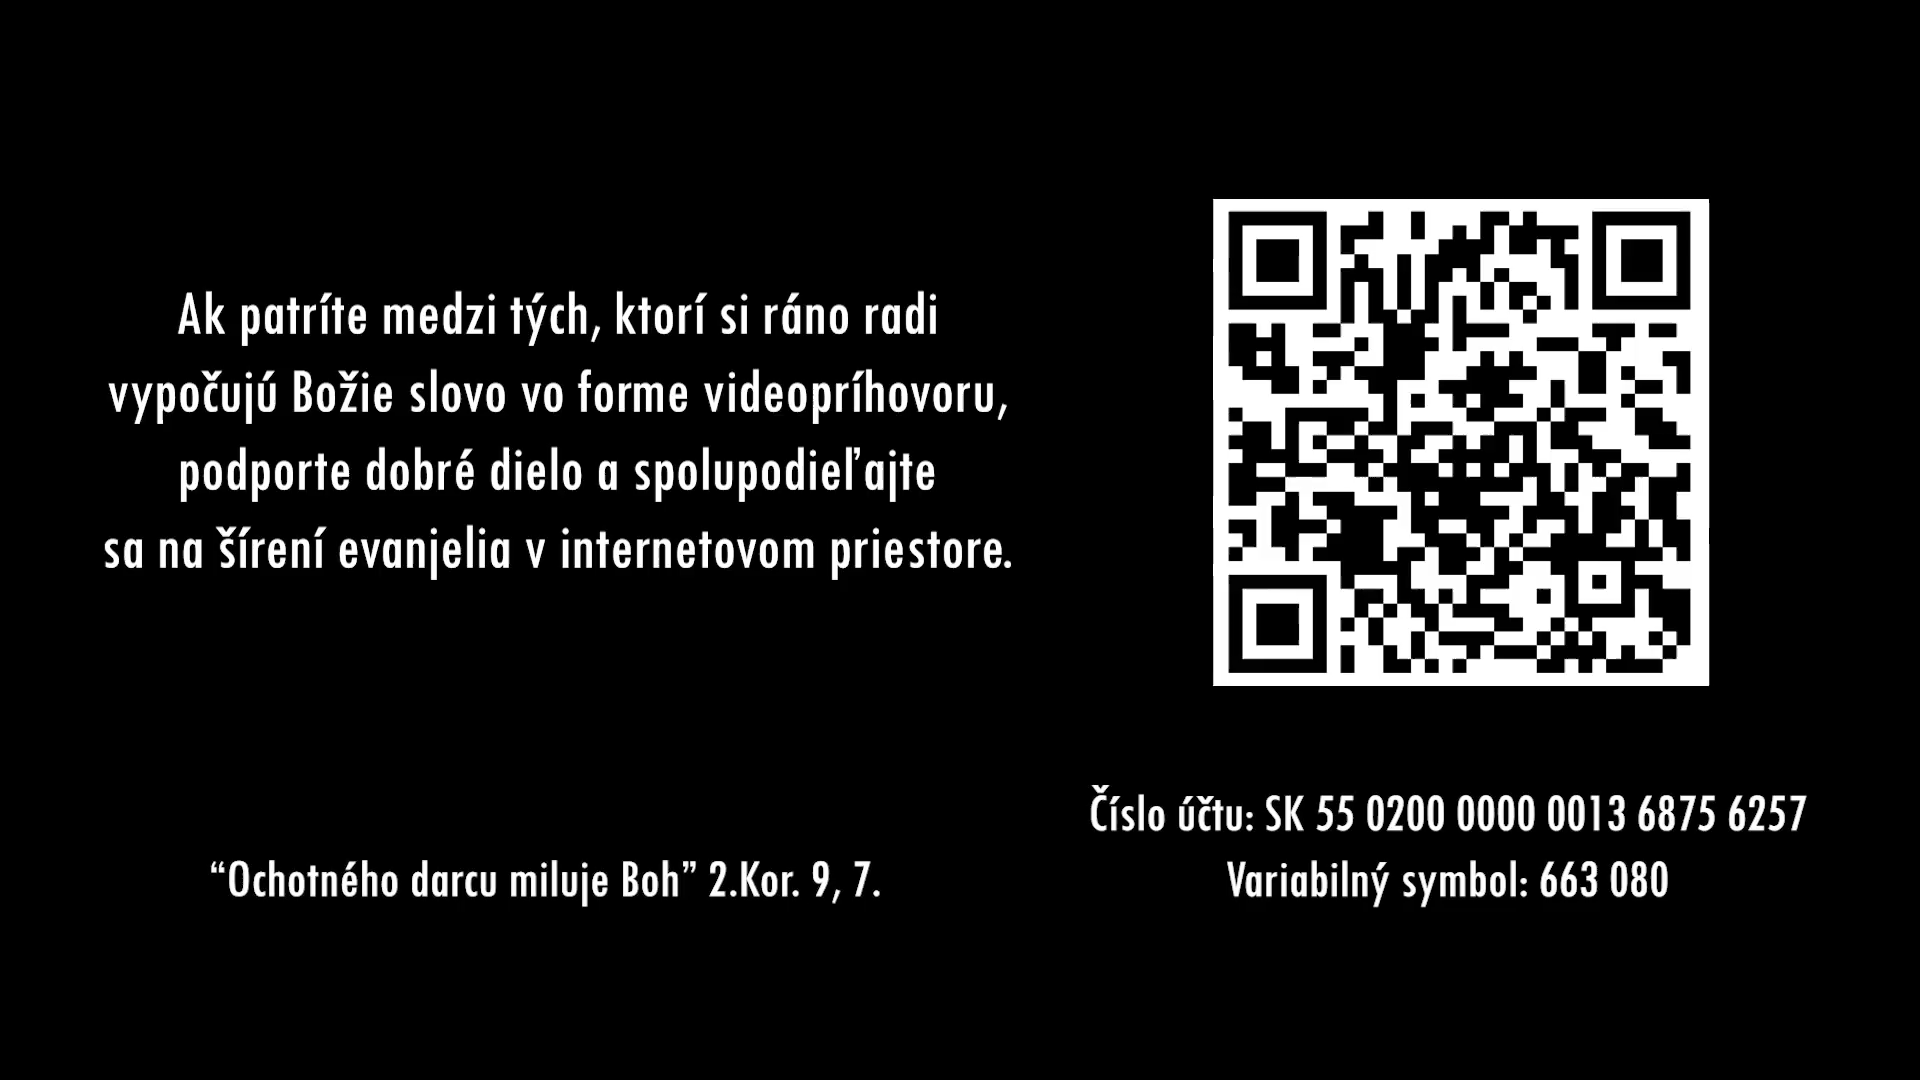 Ak patríte medzi tých, ktorí si ráno radi
vypočujú Božie slovo vo forme videopríhovoru,
podporte dobré dielo a spolupodieľajte
sa na šírení evanjelia v internetovom priestore.
“Ochotného darcu miluje Boh” 2.Kor. 9, 7.
Číslo účtu: SK 55 0200 0000 0013 6875 6257
Variabilný symbol: 663 080